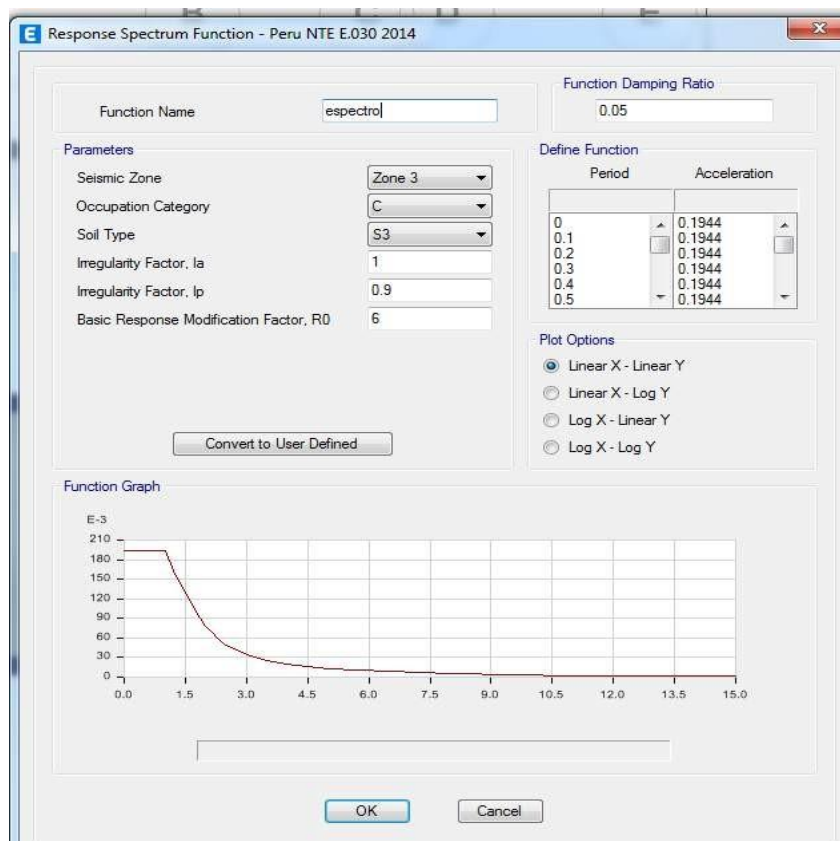 Response Spectrum Function - Peru NTE E.030 2014
Function Name espectro
Function Damping Ratio
0.05
Parameters
Seismic Zone Zone 3
Occupation Category C
Soil Type S3
Irregularity Factor, Ia 1
Irregularity Factor, Ip 0.9
Basic Response Modification Factor, R0 6
Convert to User Defined
Define Function
Period Acceleration
0 0.1944
0.1 0.1944
0.2 0.1944
0.3 0.1944
0.4 0.1944
0.5 0.1944
Plot Options
Linear X - Linear Y
Linear X - Log Y
Log X - Linear Y
Log X - Log Y
Function Graph
E-3
210
180
150
120
90
60
30
0
0.0 1.5 3.0 4.5 6.0 7.5 9.0 10.5 12.0 13.5 15.0
OK Cancel